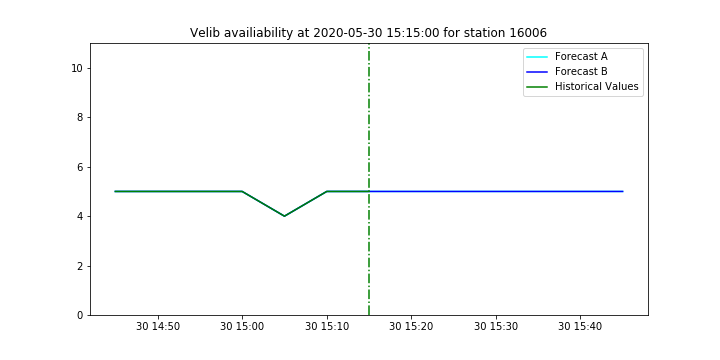 Velib availiability at 2020-05-30 15:15:00 for station 16006
Forecast A
Forecast B
Historical Values
10
8
6
4
2
0
30 14:50 30 15:00 30 15:10 30 15:20 30 15:30 30 15:40